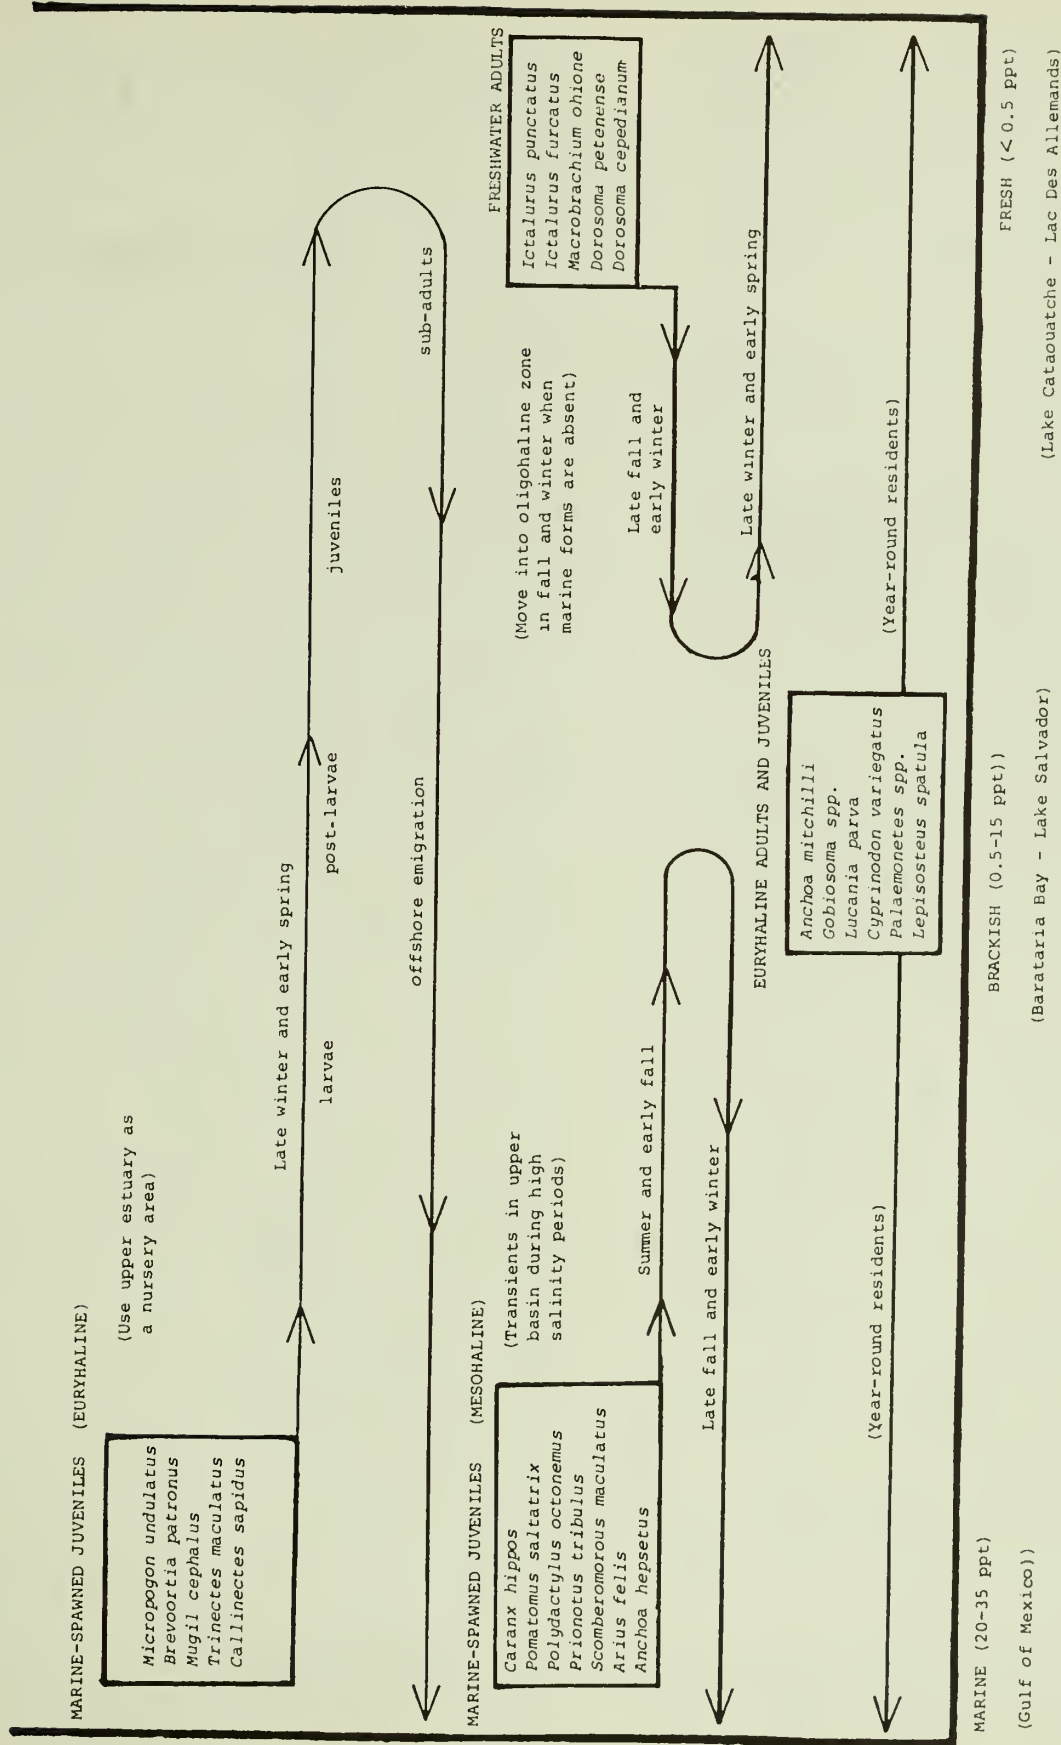 MARINE-SPAWNED JUVENILES (EURYHALINE)
(Use upper estuary as
a nursery area)
Micropogon undulatus
Brevoortia patronus
Mugil cephalus
Trinectes maculatus
Callinectes sapidus
Late winter and early spring
larvae
post-larvae
juveniles
sub-adults
offshore emigration
MARINE-SPAWNED JUVENILES (MESOHALINE)
(Transients in upper
basin during high
salinity periods)
Caranx hippos
Pomatomus saltatrix
Polydactylus octonemus
Prionotus tribulus
Scomberomorous maculatus
Arius felis
Anchoa hepsetus
Summer and early fall
Late fall and early winter
FRESHWATER ADULTS
Ictalurus punctatus
Ictalurus furcatus
Macrobrachium ohione
Dorosoma petenense
Dorosoma cepedianum
(Move into oligohaline zone
in fall and winter when
marine forms are absent)
Late fall and
early winter
Late winter and early spring
EURYHALINE ADULTS AND JUVENILES
Anchoa mitchilli
Gobiosoma spp.
Lucania parva
Cyprinodon variegatus
Palaemonetes spp.
Lepisosteus spatula
(Year-round residents)
(Year-round residents)
MARINE (20-35 ppt)
(Gulf of Mexico))
BRACKISH (0.5-15 ppt))
(Barataria Bay - Lake Salvador)
FRESH (< 0.5 ppt)
(Lake Cataouatche - Lac Des Allemands)